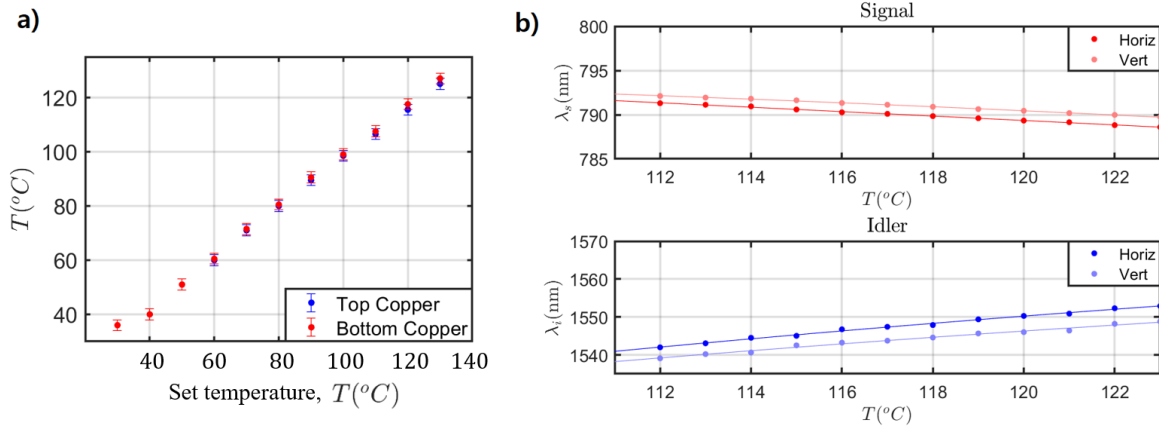 a)
T(°C)
120
100
80
60
40
Top Copper
Bottom Copper
40 60 80 100 120 140
Set temperature, T(°C)
b)
Signal
λs(nm)
800
795
790
785
Horiz
Vert
112 114 116 118 120 122
T(°C)
Idler
λi(nm)
1570
1560
1550
1540
Horiz
Vert
112 114 116 118 120 122
T(°C)